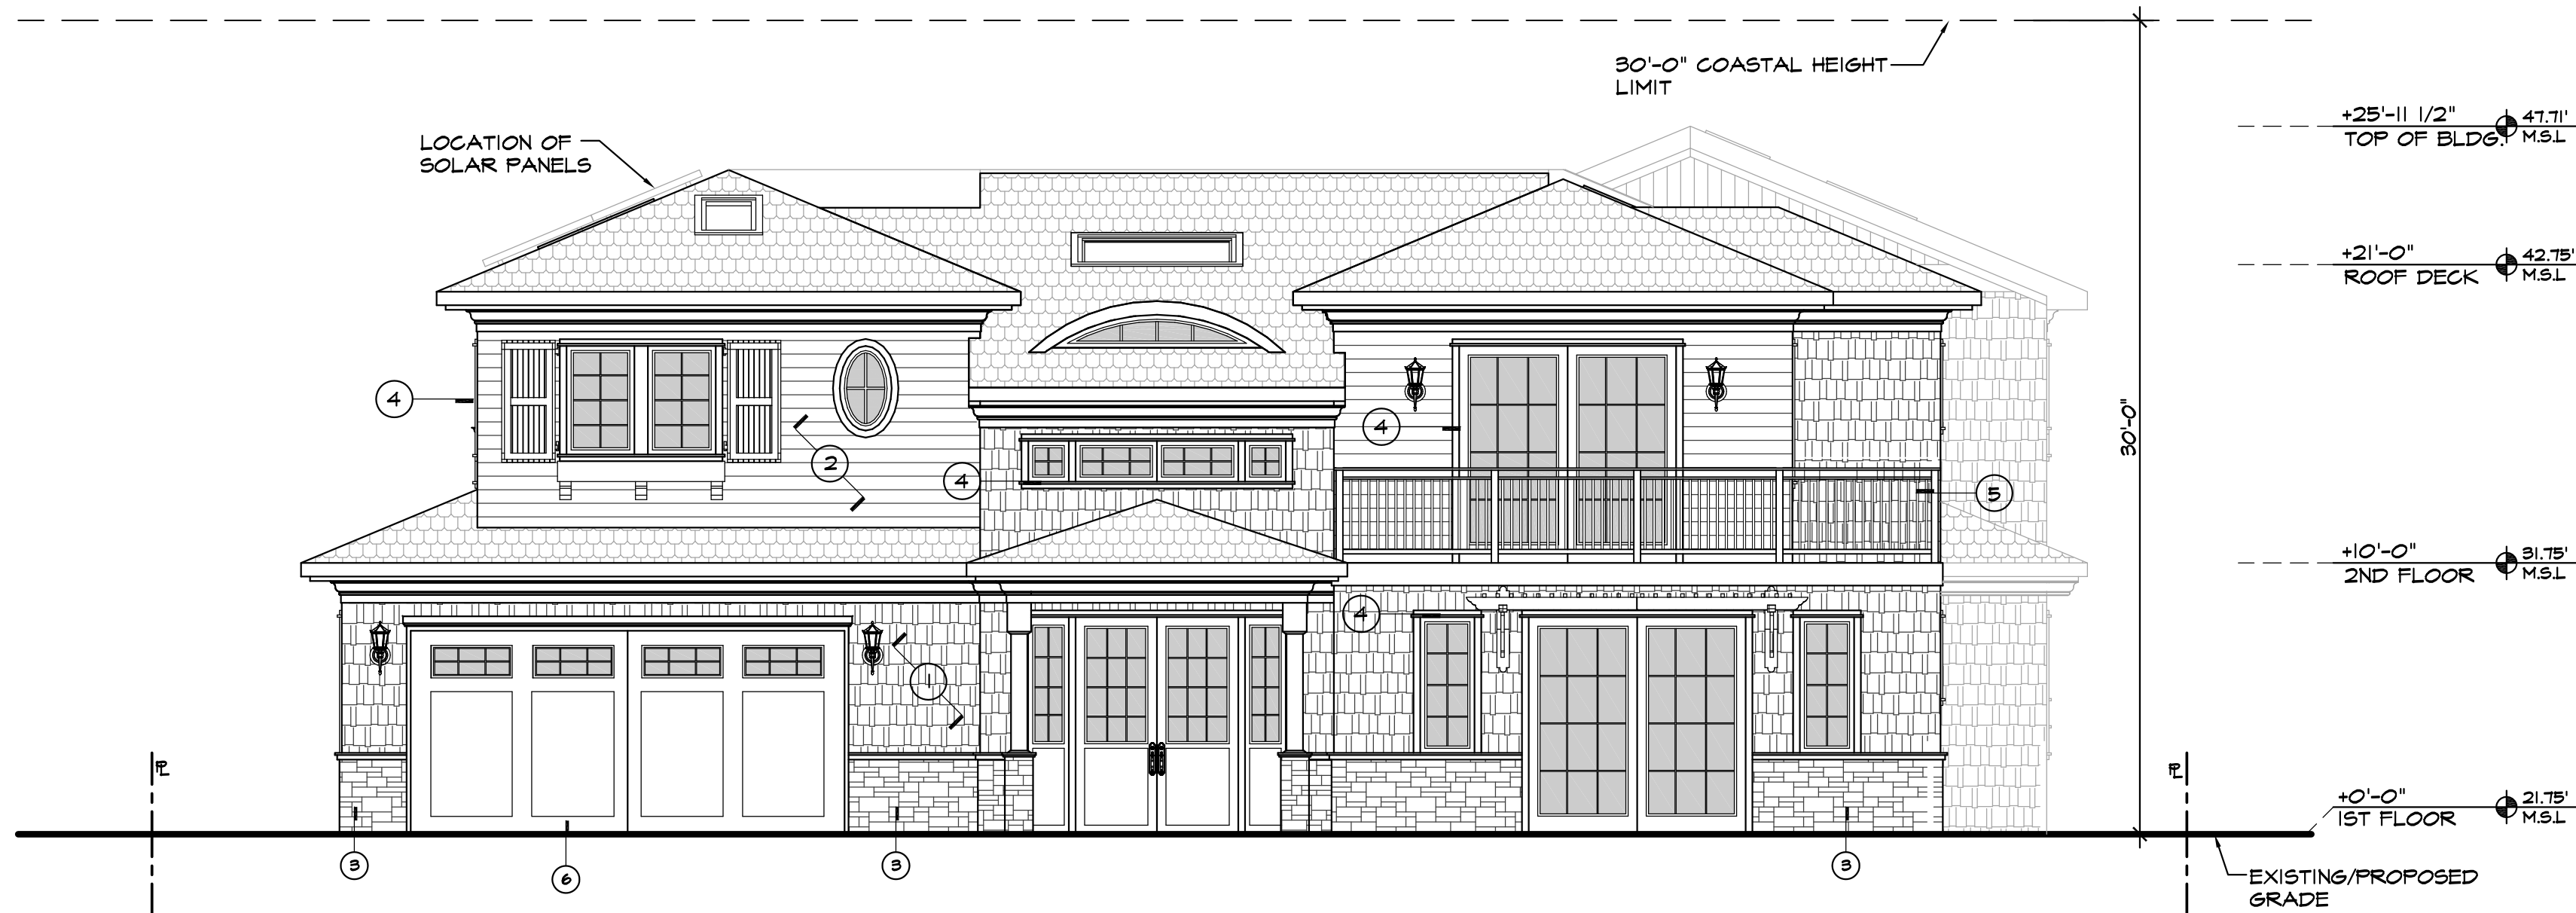 30'-0" COASTAL HEIGHT
LIMIT
LOCATION OF
SOLAR PANELS
+25'-11 1/2"
TOP OF BLDG.
47.71'
M.S.L
+21'-0"
ROOF DECK
42.75'
M.S.L
30'-0"
4
2
4
4
5
+10'-0"
2ND FLOOR
31.75'
M.S.L
4
1
PL
PL
+0'-0"
1ST FLOOR
21.75'
M.S.L
3
6
3
3
EXISTING/PROPOSED
GRADE